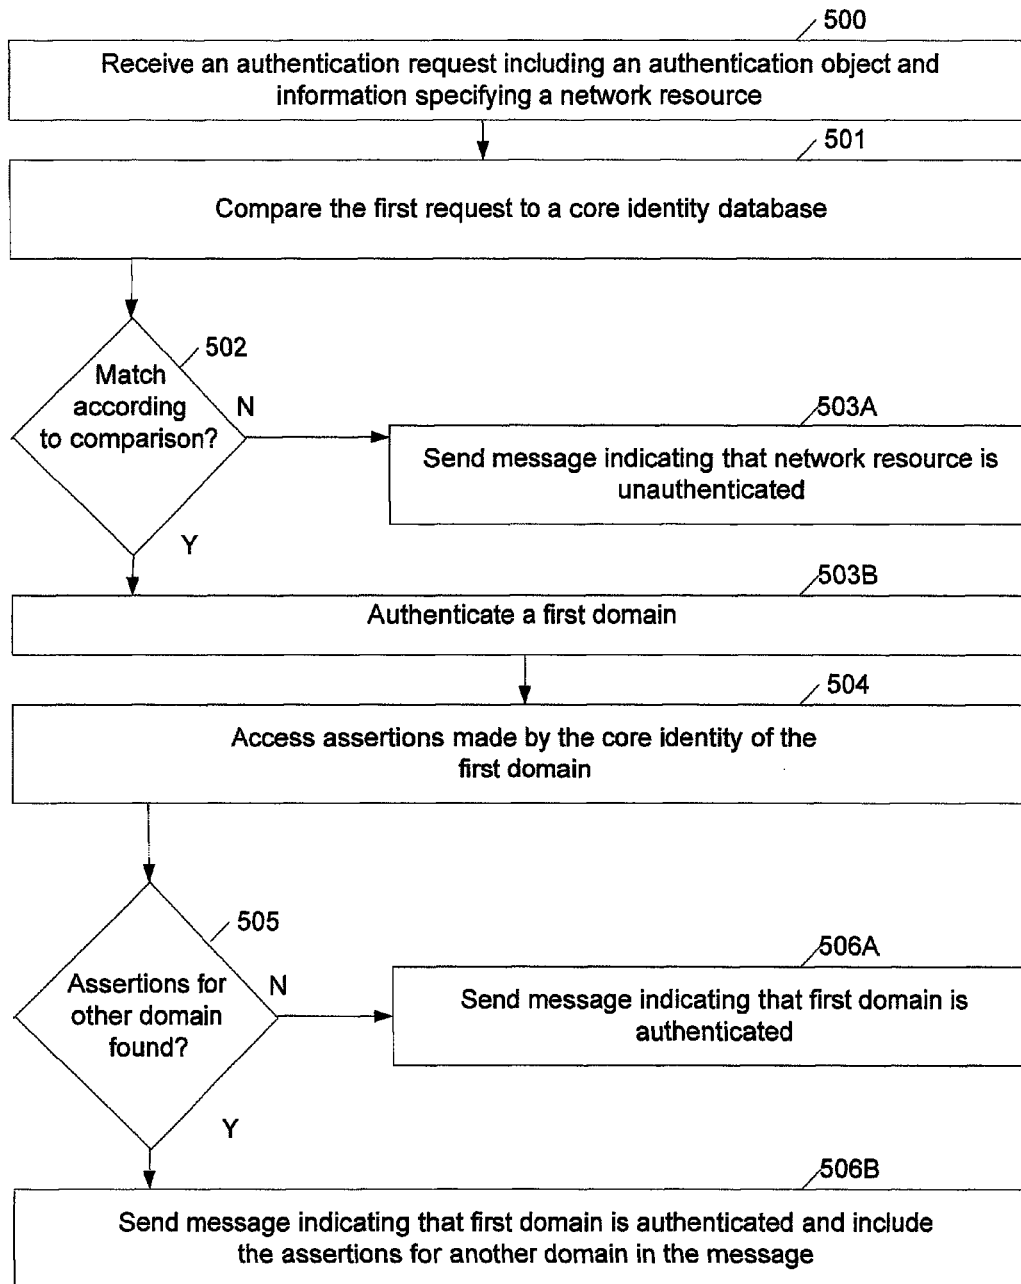 500
Receive an authentication request including an authentication object and
information specifying a network resource
501
Compare the first request to a core identity database
502
Match
according
to comparison?
N
503A
Send message indicating that network resource is
unauthenticated
Y
503B
Authenticate a first domain
504
Access assertions made by the core identity of the
first domain
505
Assertions for
other domain
found?
N
506A
Send message indicating that first domain is
authenticated
Y
506B
Send message indicating that first domain is authenticated and include
the assertions for another domain in the message